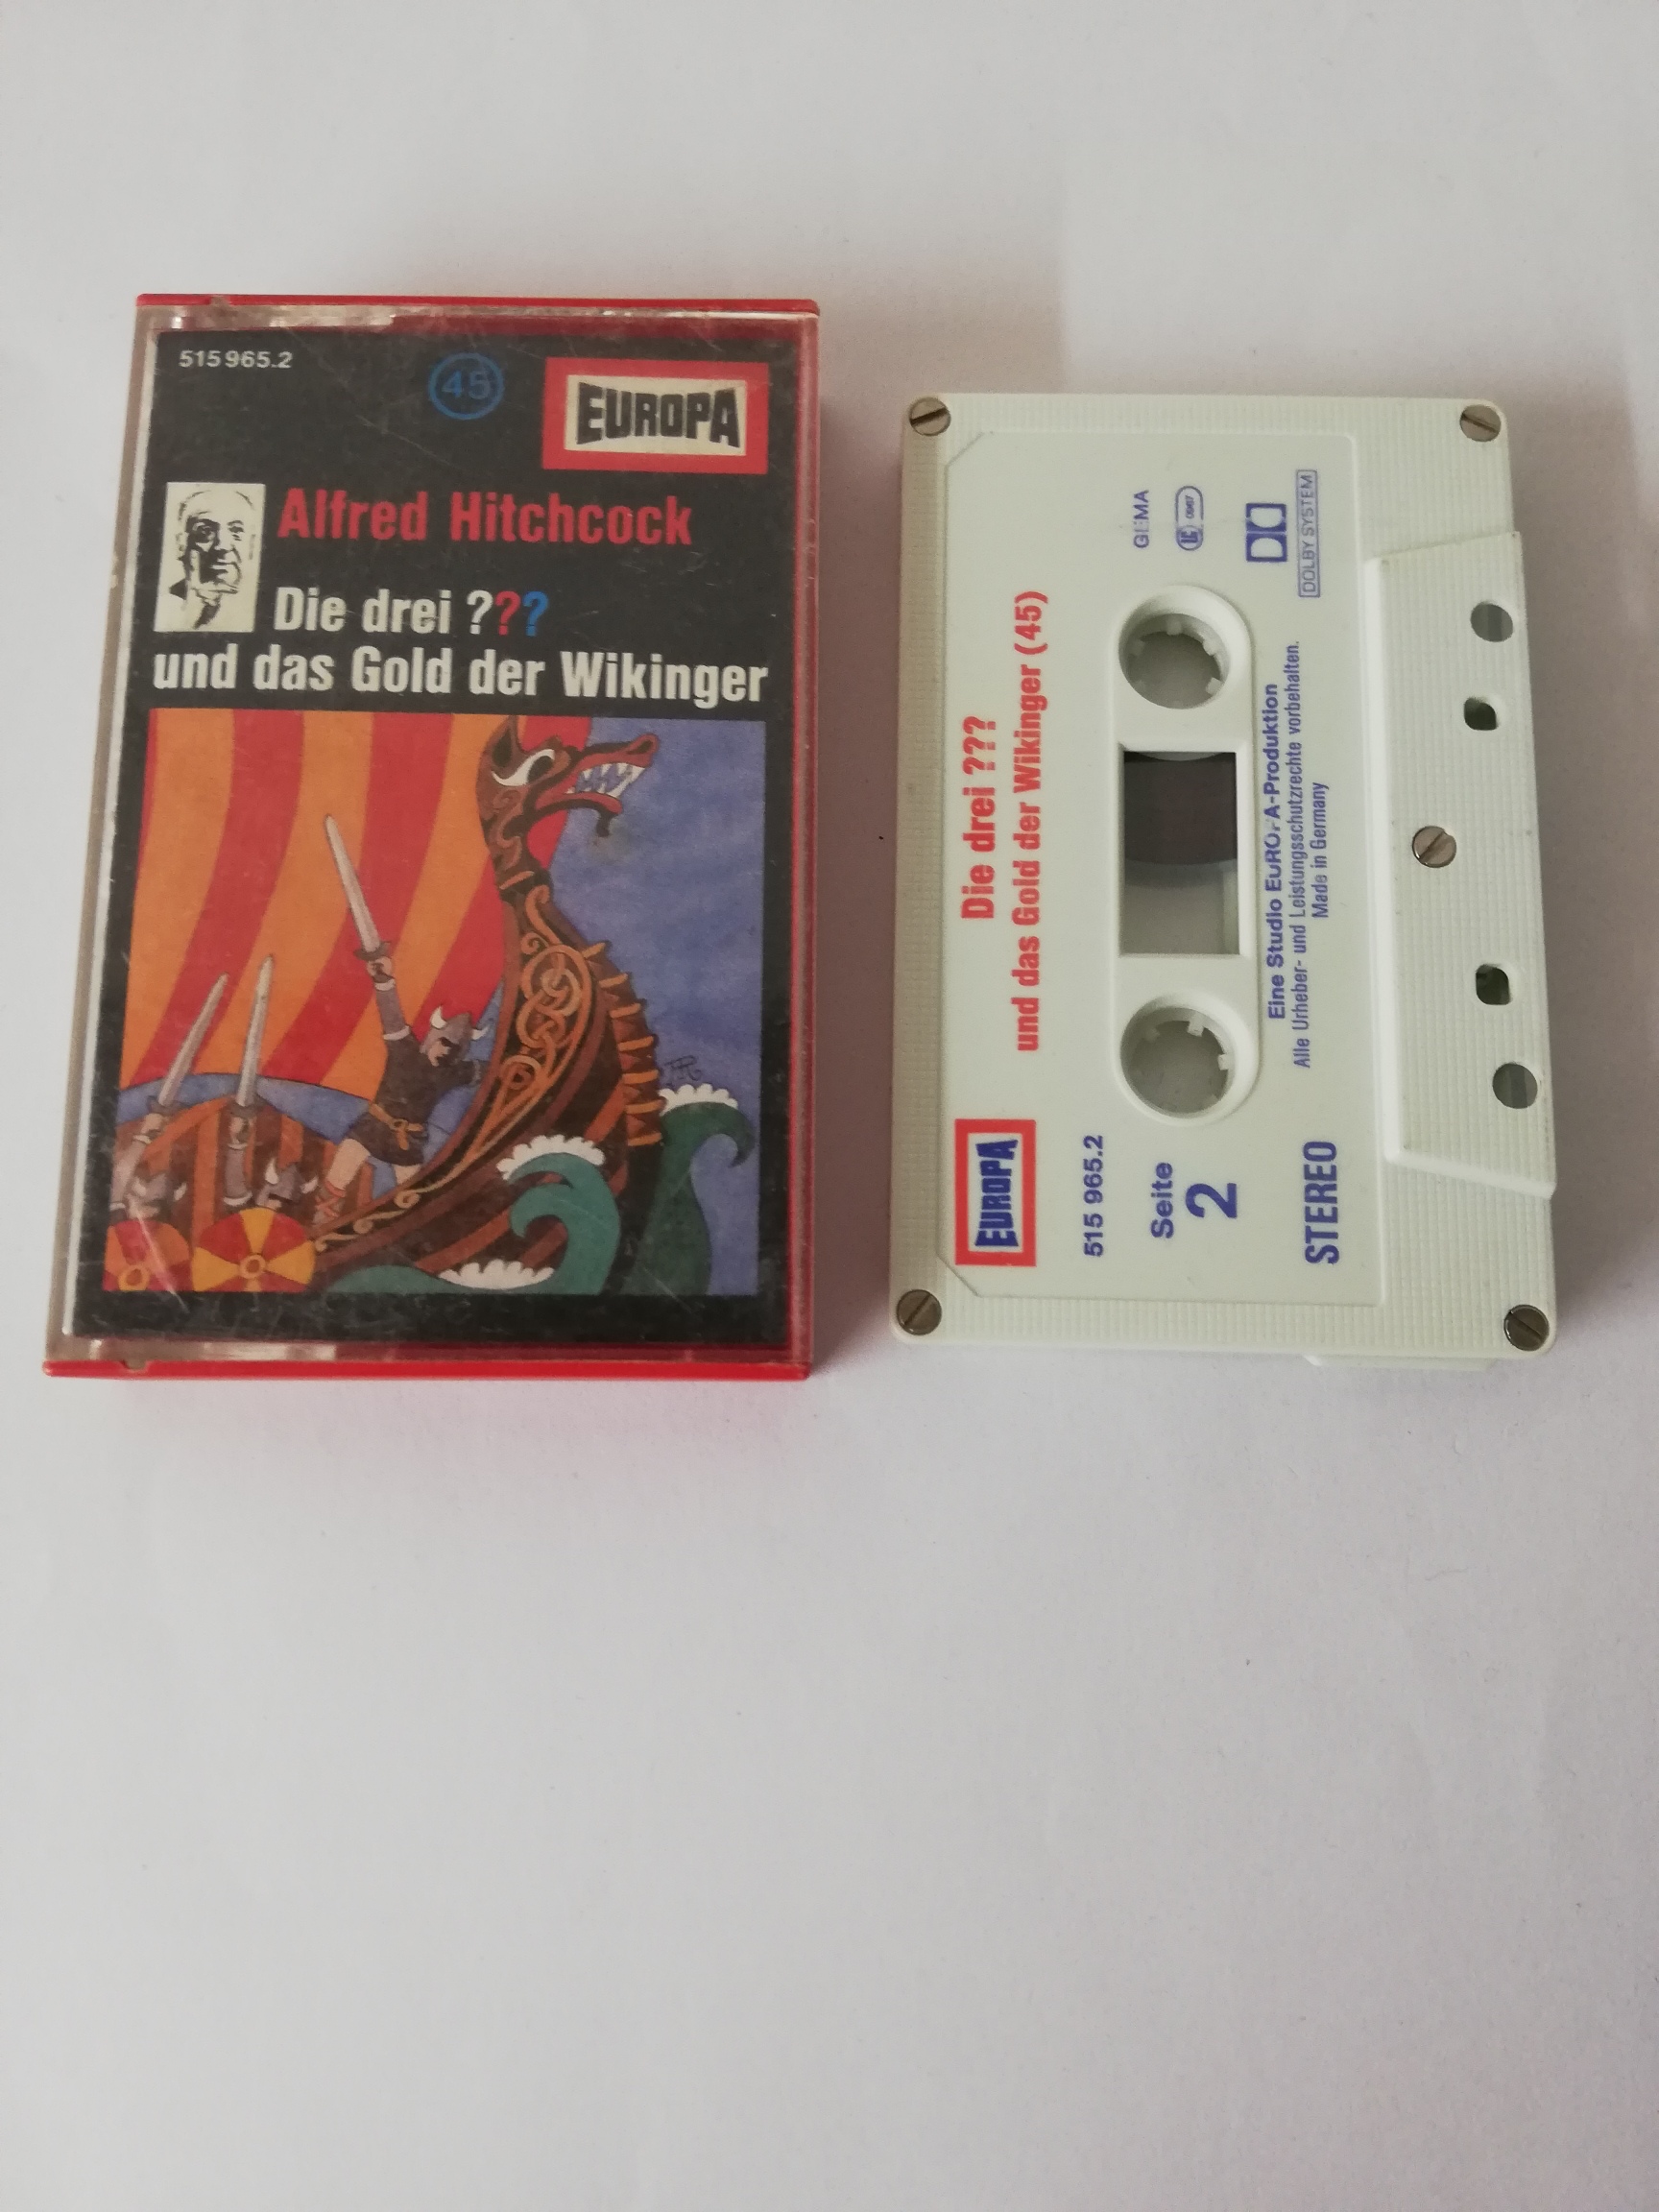 515 965.2
45
EUROPA
Alfred Hitchcock
Die drei ???
und das Gold der Wikinger
Die drei ???
und das Gold der Wikinger (45)
EUROPA
515 965.2
Seite
2
STEREO
GEMA
LC
DOLBY SYSTEM
Eine Studio EUROPA-Produktion
Alle Urheber- und Leistungsschutzrechte vorbehalten.
Made in Germany